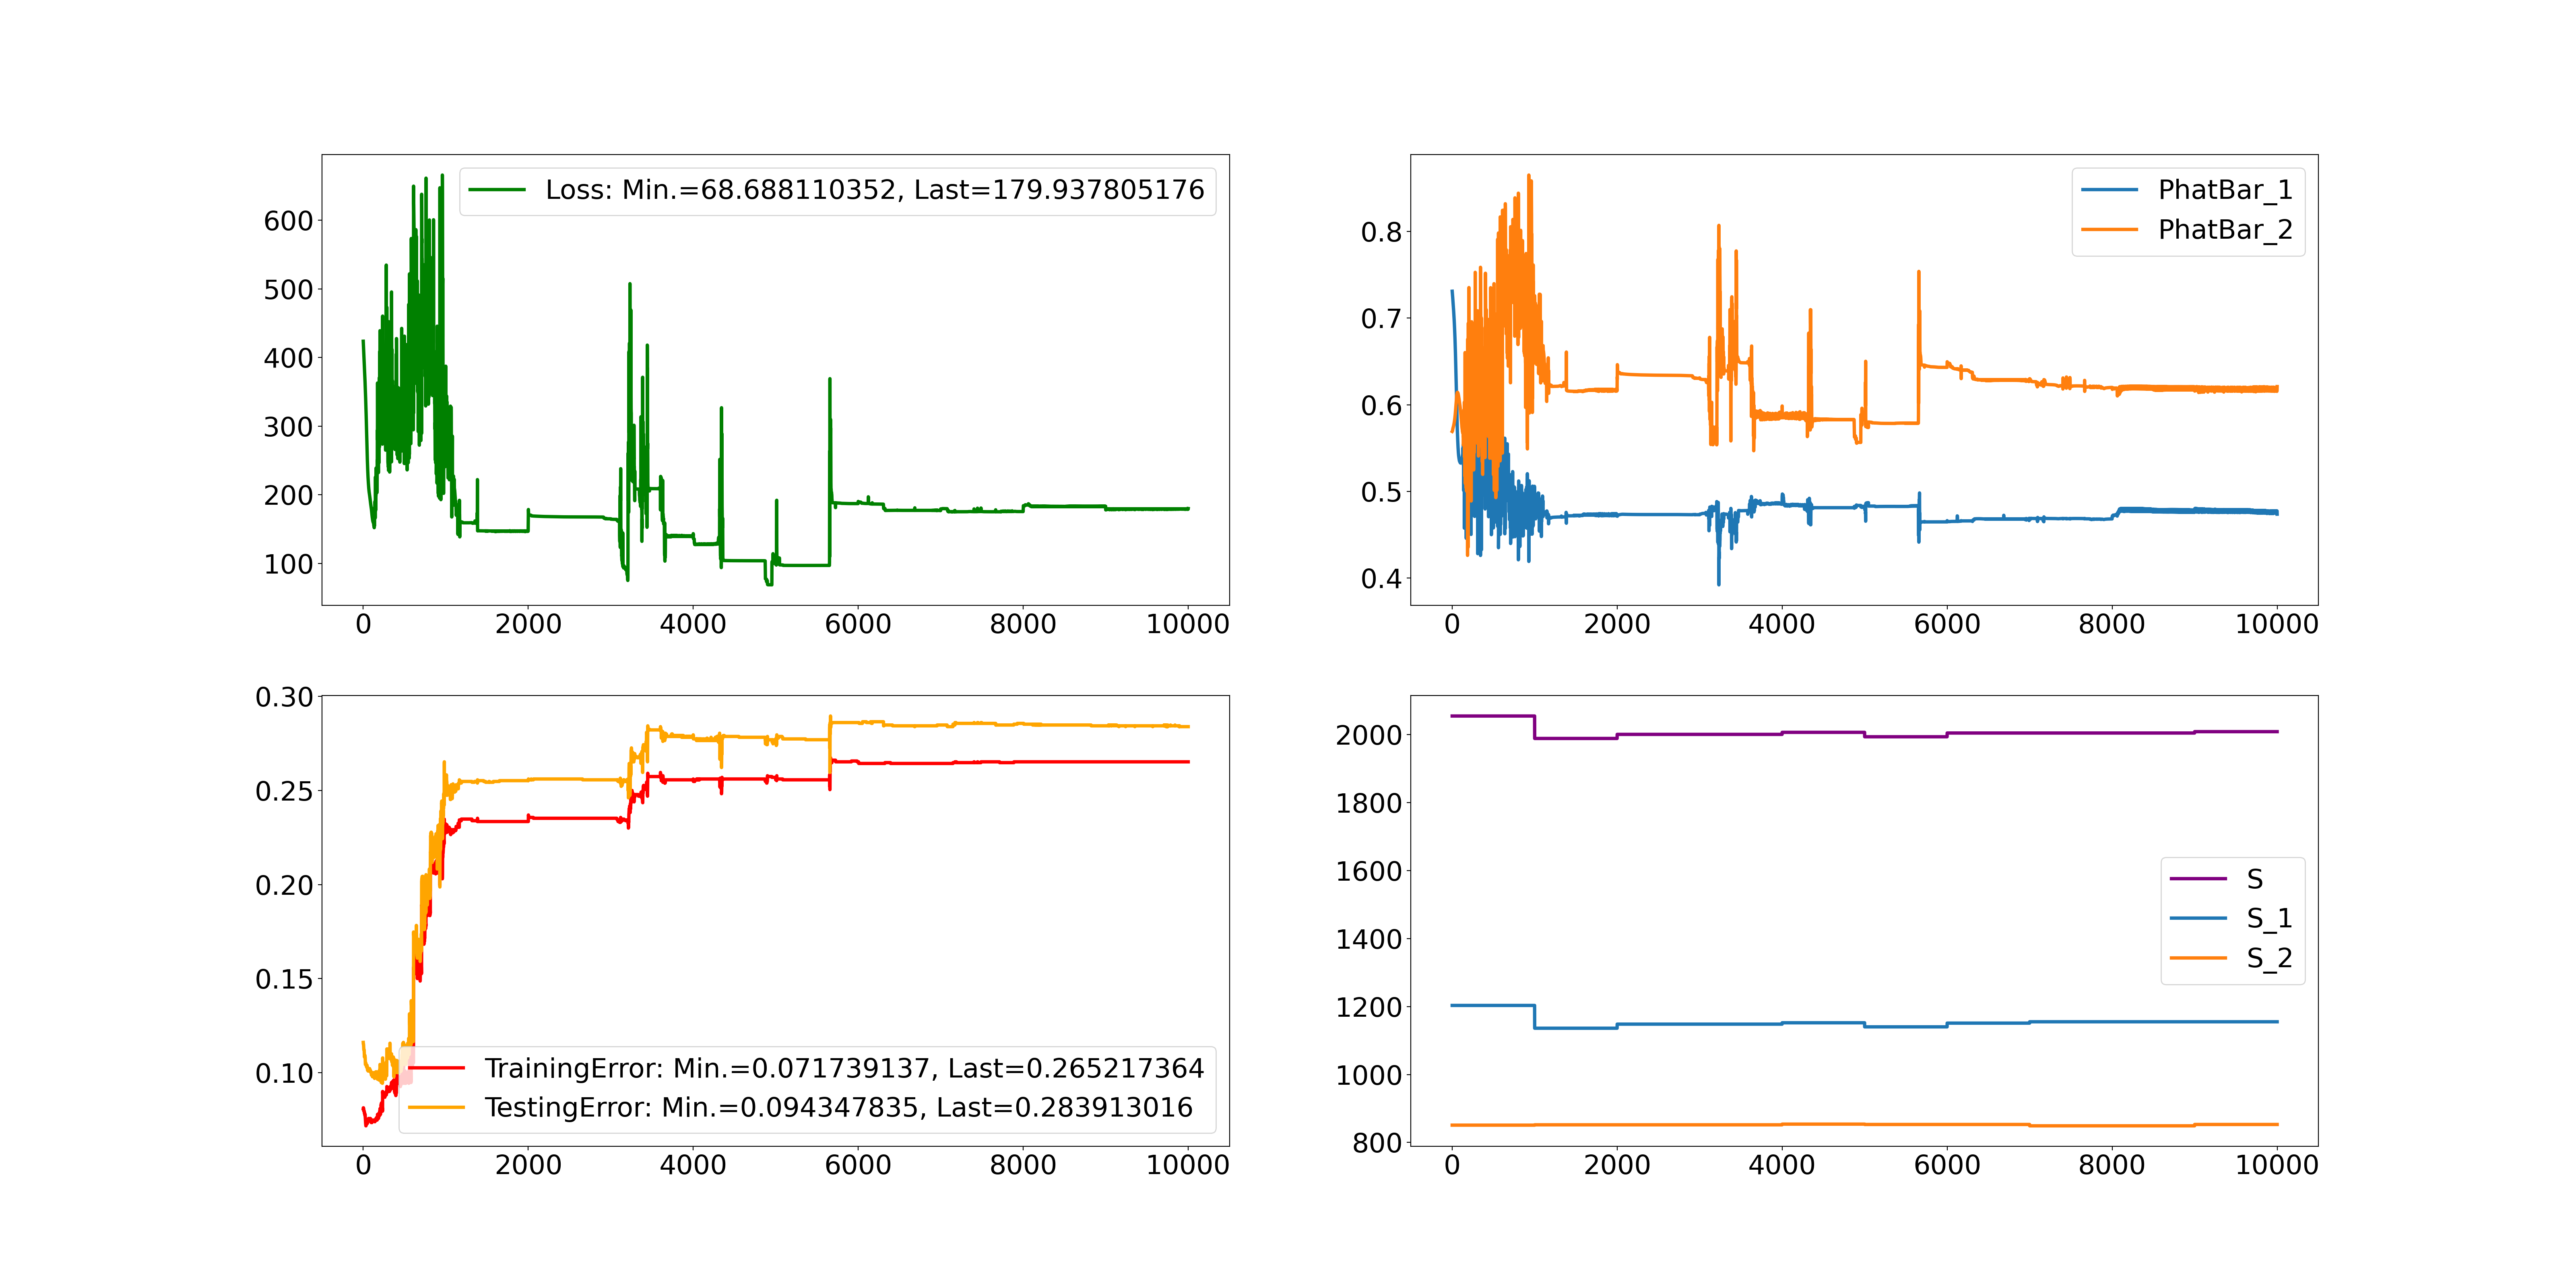 Loss: Min.=68.688110352, Last=179.937805176
600
500
400
300
200
100
0 2000 4000 6000 8000 10000
PhatBar_1
PhatBar_2
0.8
0.7
0.6
0.5
0.4
0 2000 4000 6000 8000 10000
0.30
0.25
0.20
0.15
0.10
TrainingError: Min.=0.071739137, Last=0.265217364
TestingError: Min.=0.094347835, Last=0.283913016
0 2000 4000 6000 8000 10000
2000
1800
1600
1400
1200
1000
800
S
S_1
S_2
0 2000 4000 6000 8000 10000